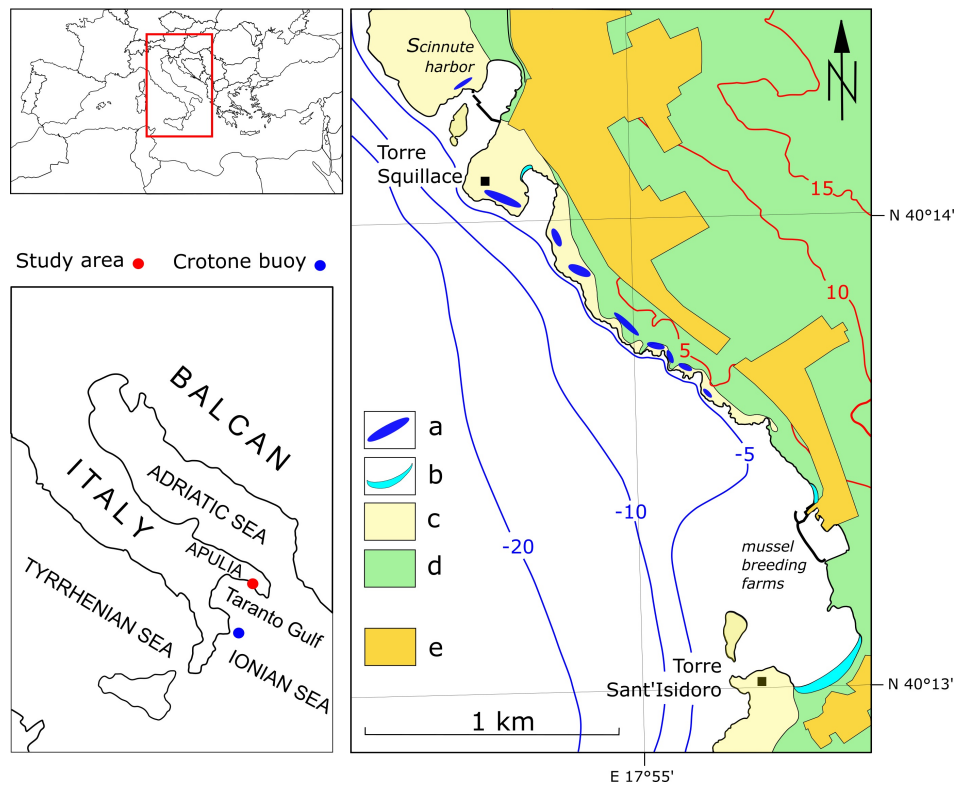 Scinnute
harbor
N
Torre
Squillace
15
N 40°14'
Study area
Crotone buoy
10
5
BALCAN
ITALY
ADRIATIC SEA
APULIA
Taranto Gulf
TYRRHENIAN SEA
IONIAN SEA
a
b
c
d
e
-5
-10
-20
mussel
breeding
farms
Torre
Sant'Isidoro
N 40°13'
1 km
E 17°55'